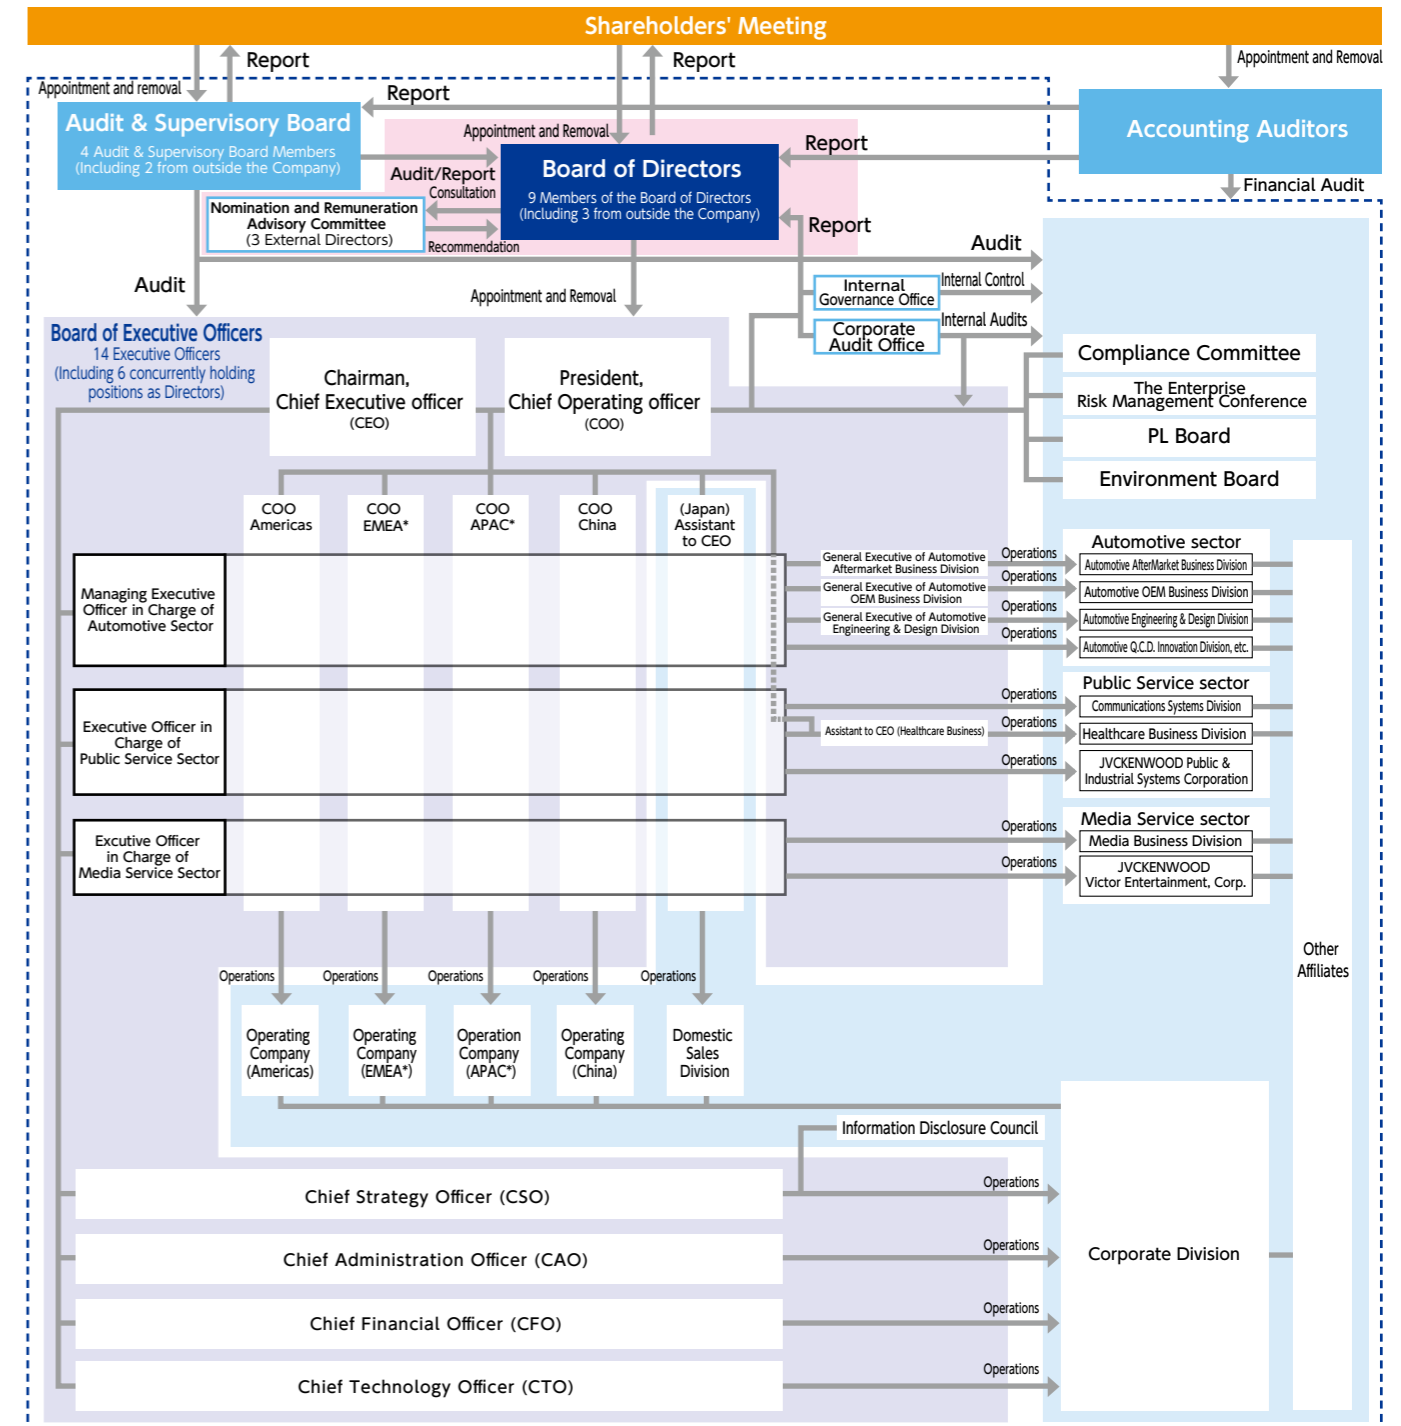 Shareholders' Meeting
Report
Report
Appointment and Removal
Appointment and removal
Report
Audit & Supervisory Board
4 Audit & Supervisory Board Members
(Including 2 from outside the Company)
Appointment and Removal
Accounting Auditors
Report
Board of Directors
9 Members of the Board of Directors
(Including 3 from outside the Company)
Audit/Report
Consultation
Financial Audit
Nomination and Remuneration
Advisory Committee
(3 External Directors)
Recommendation
Report
Audit
Audit
Appointment and Removal
Internal
Governance Office
Internal Control
Corporate
Audit Office
Internal Audits
Board of Executive Officers
14 Executive Officers
(Including 6 concurrently holding
positions as Directors)
Chairman,
Chief Executive officer
(CEO)
President,
Chief Operating officer
(COO)
Compliance Committee
The Enterprise
Risk Management Conference
PL Board
Environment Board
COO
Americas
COO
EMEA*
COO
APAC*
COO
China
(Japan)
Assistant
to CEO
Managing Executive
Officer in Charge of
Automotive Sector
General Executive of Automotive
Aftermarket Business Division
General Executive of Automotive
OEM Business Division
General Executive of Automotive
Engineering & Design Division
Operations
Operations
Operations
Operations
Automotive sector
Automotive AfterMarket Business Division
Automotive OEM Business Division
Automotive Engineering & Design Division
Automotive Q.C.D. Innovation Division, etc.
Executive Officer in
Charge of
Public Service Sector
Assistant to CEO (Healthcare Business)
Operations
Operations
Operations
Public Service sector
Communications Systems Division
Healthcare Business Division
JVCKENWOOD Public &
Industrial Systems Corporation
Excutive Officer
in Charge of
Media Service Sector
Operations
Operations
Media Service sector
Media Business Division
JVCKENWOOD
Victor Entertainment, Corp.
Other
Affiliates
Operations
Operations
Operations
Operations
Operations
Operating
Company
(Americas)
Operating
Company
(EMEA*)
Operation
Company
(APAC*)
Operating
Company
(China)
Domestic
Sales
Division
Information Disclosure Council
Chief Strategy Officer (CSO)
Operations
Chief Administration Officer (CAO)
Operations
Corporate Division
Chief Financial Officer (CFO)
Operations
Chief Technology Officer (CTO)
Operations